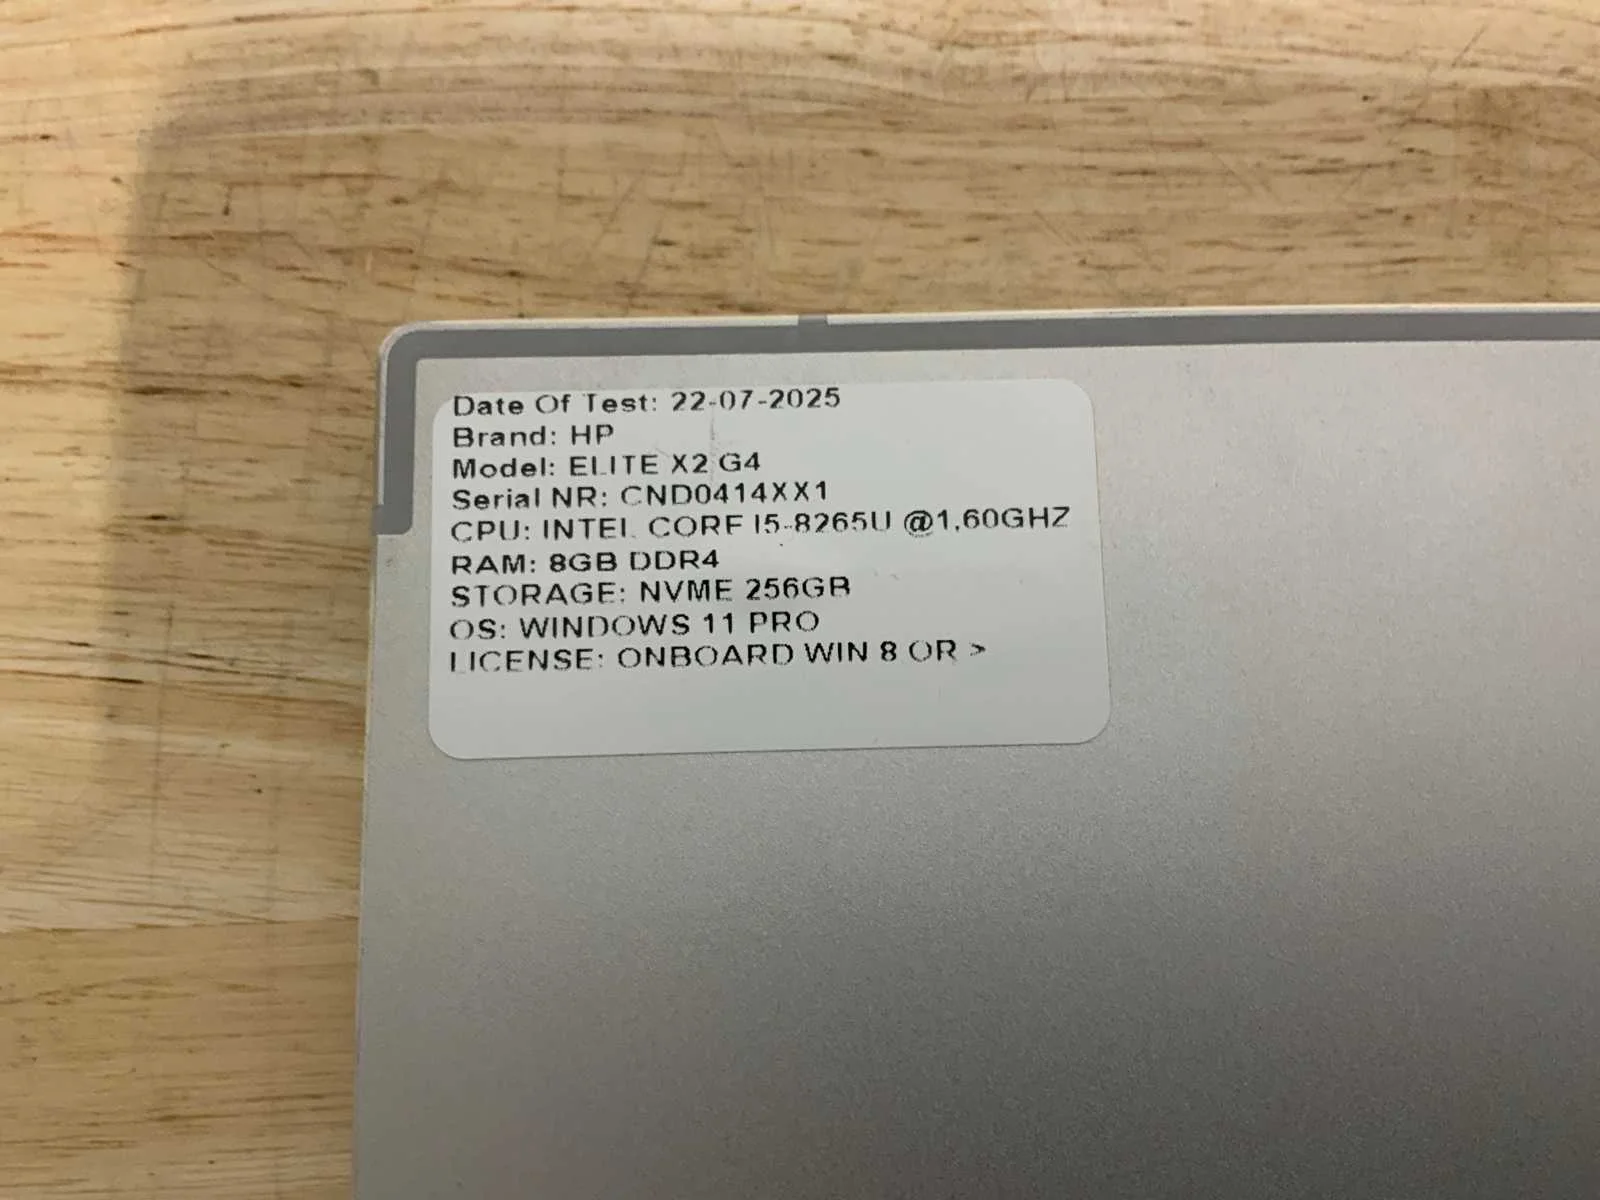 Date Of Test: 22-07-2025
Brand: HP
Model: ELITE X2 G4
Serial NR: CND0414XX1
CPU: INTEL CORE I5-8265U @1,60GHZ
RAM: 8GB DDR4
STORAGE: NVME 256GB
OS: WINDOWS 11 PRO
LICENSE: ONBOARD WIN 8 OR >